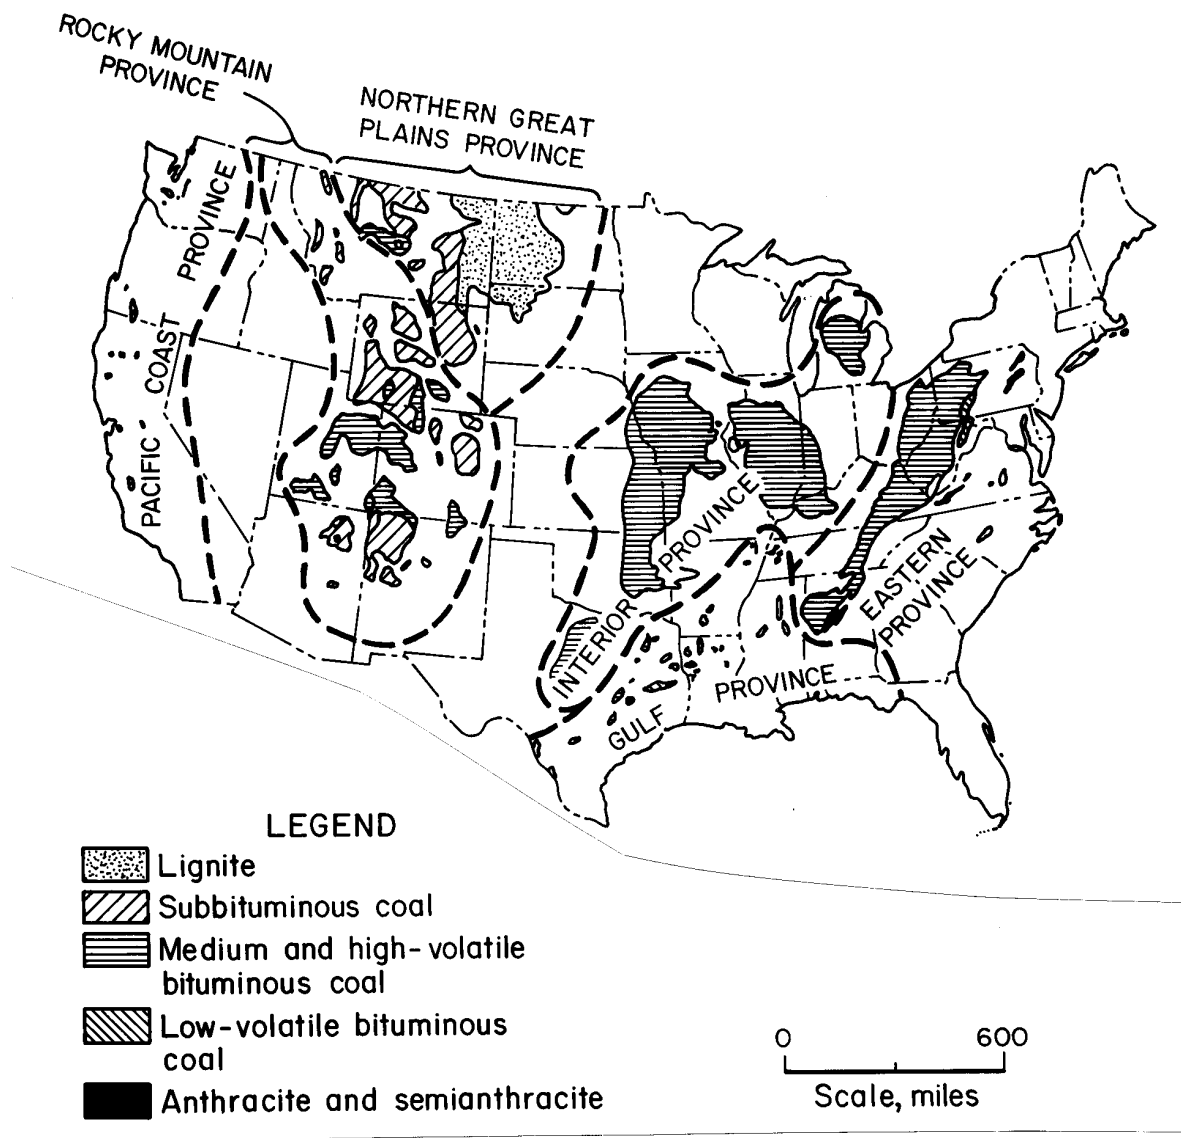 ROCKY MOUNTAIN
PROVINCE
NORTHERN GREAT
PLAINS PROVINCE
PACIFIC COAST PROVINCE
INTERIOR PROVINCE
EASTERN
PROVINCE
GULF PROVINCE
LEGEND
Lignite
Subbituminous coal
Medium and high-volatile
bituminous coal
Low-volatile bituminous
coal
Anthracite and semianthracite
0 600
Scale, miles